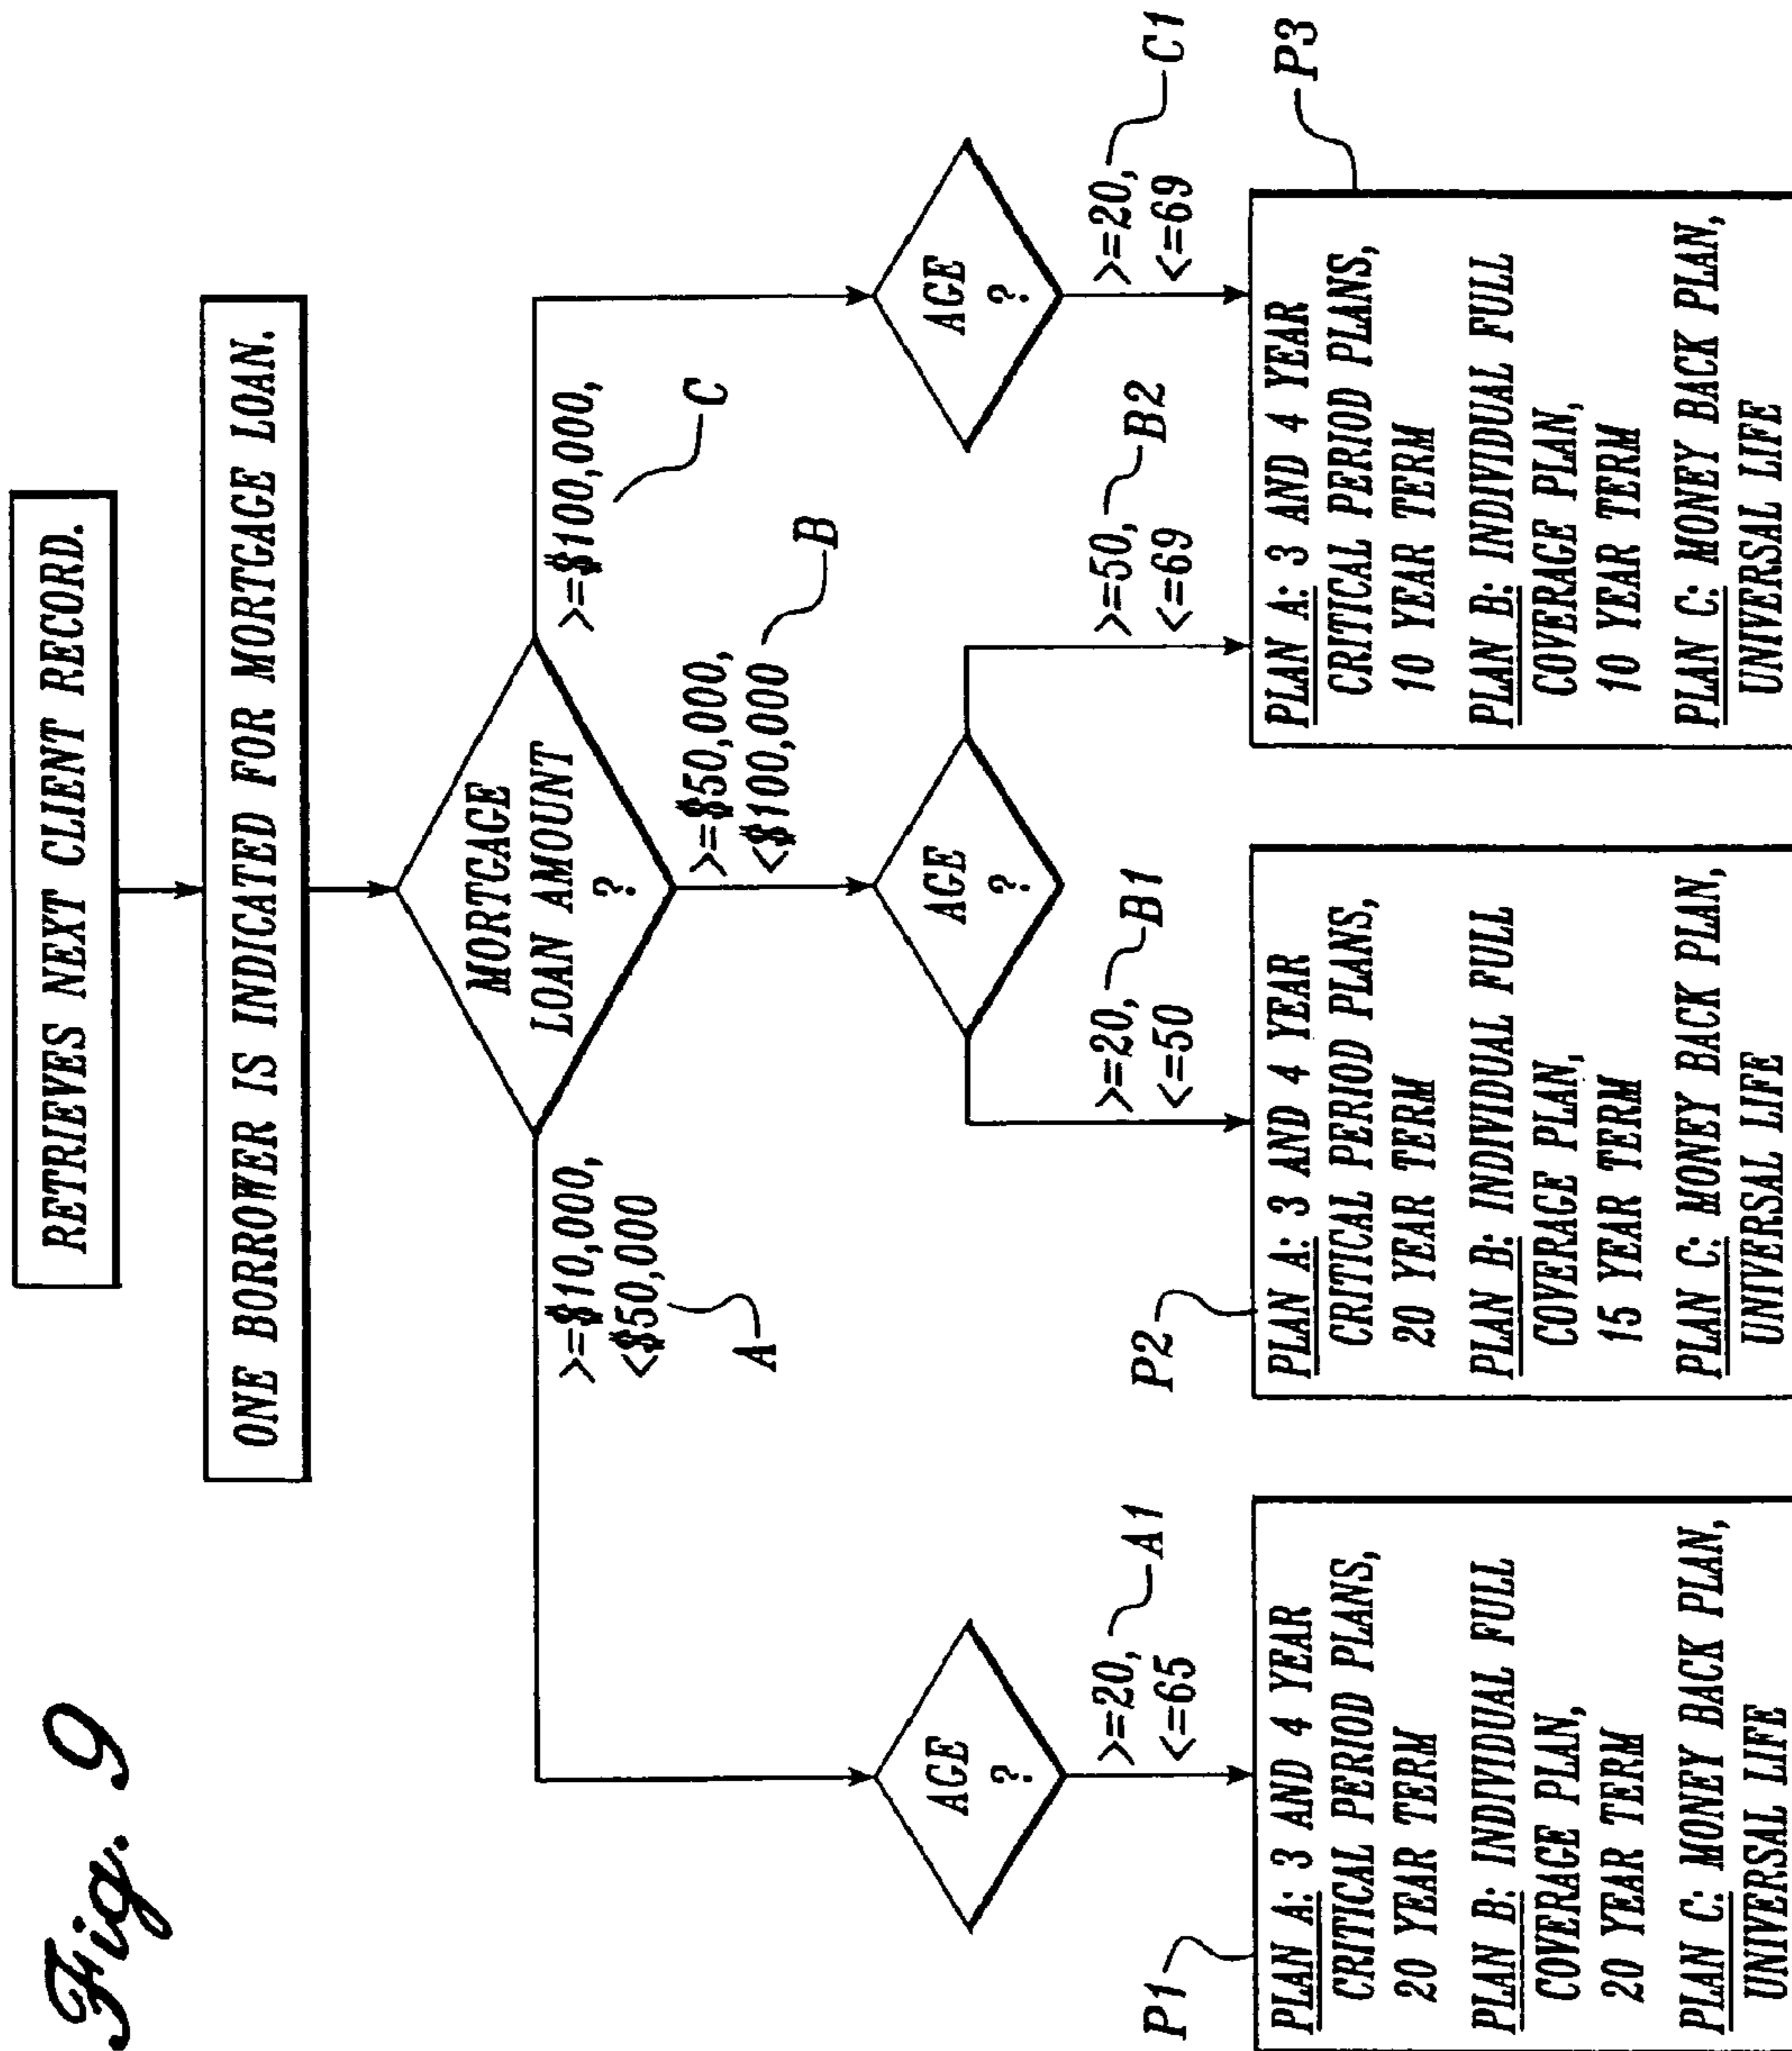 Fig. 9
RETRIEVES NEXT CLIENT RECORD.
ONE BORROWER IS INDICATED FOR MORTGAGE LOAN.
MORTGAGE
LOAN AMOUNT
?
>=$10,000,
<$50,000
A
>=$50,000,
<$100,000
B
>=$100,000,
C
AGE
?
>=20,
<=65
A1
AGE
?
>=20,
<=50
B1
>=50,
<=69
B2
AGE
?
>=20,
<=69
C1
P1
PLAN A: 3 AND 4 YEAR
CRITICAL PERIOD PLANS,
20 YEAR TERM
PLAN B: INDIVIDUAL FULL
COVERAGE PLAN,
20 YEAR TERM
PLAN C: MONEY BACK PLAN,
UNIVERSAL LIFE
P2
PLAN A: 3 AND 4 YEAR
CRITICAL PERIOD PLANS,
20 YEAR TERM
PLAN B: INDIVIDUAL FULL
COVERAGE PLAN,
15 YEAR TERM
PLAN C: MONEY BACK PLAN,
UNIVERSAL LIFE
P3
PLAN A: 3 AND 4 YEAR
CRITICAL PERIOD PLANS,
10 YEAR TERM
PLAN B: INDIVIDUAL FULL
COVERAGE PLAN,
10 YEAR TERM
PLAN C: MONEY BACK PLAN,
UNIVERSAL LIFE